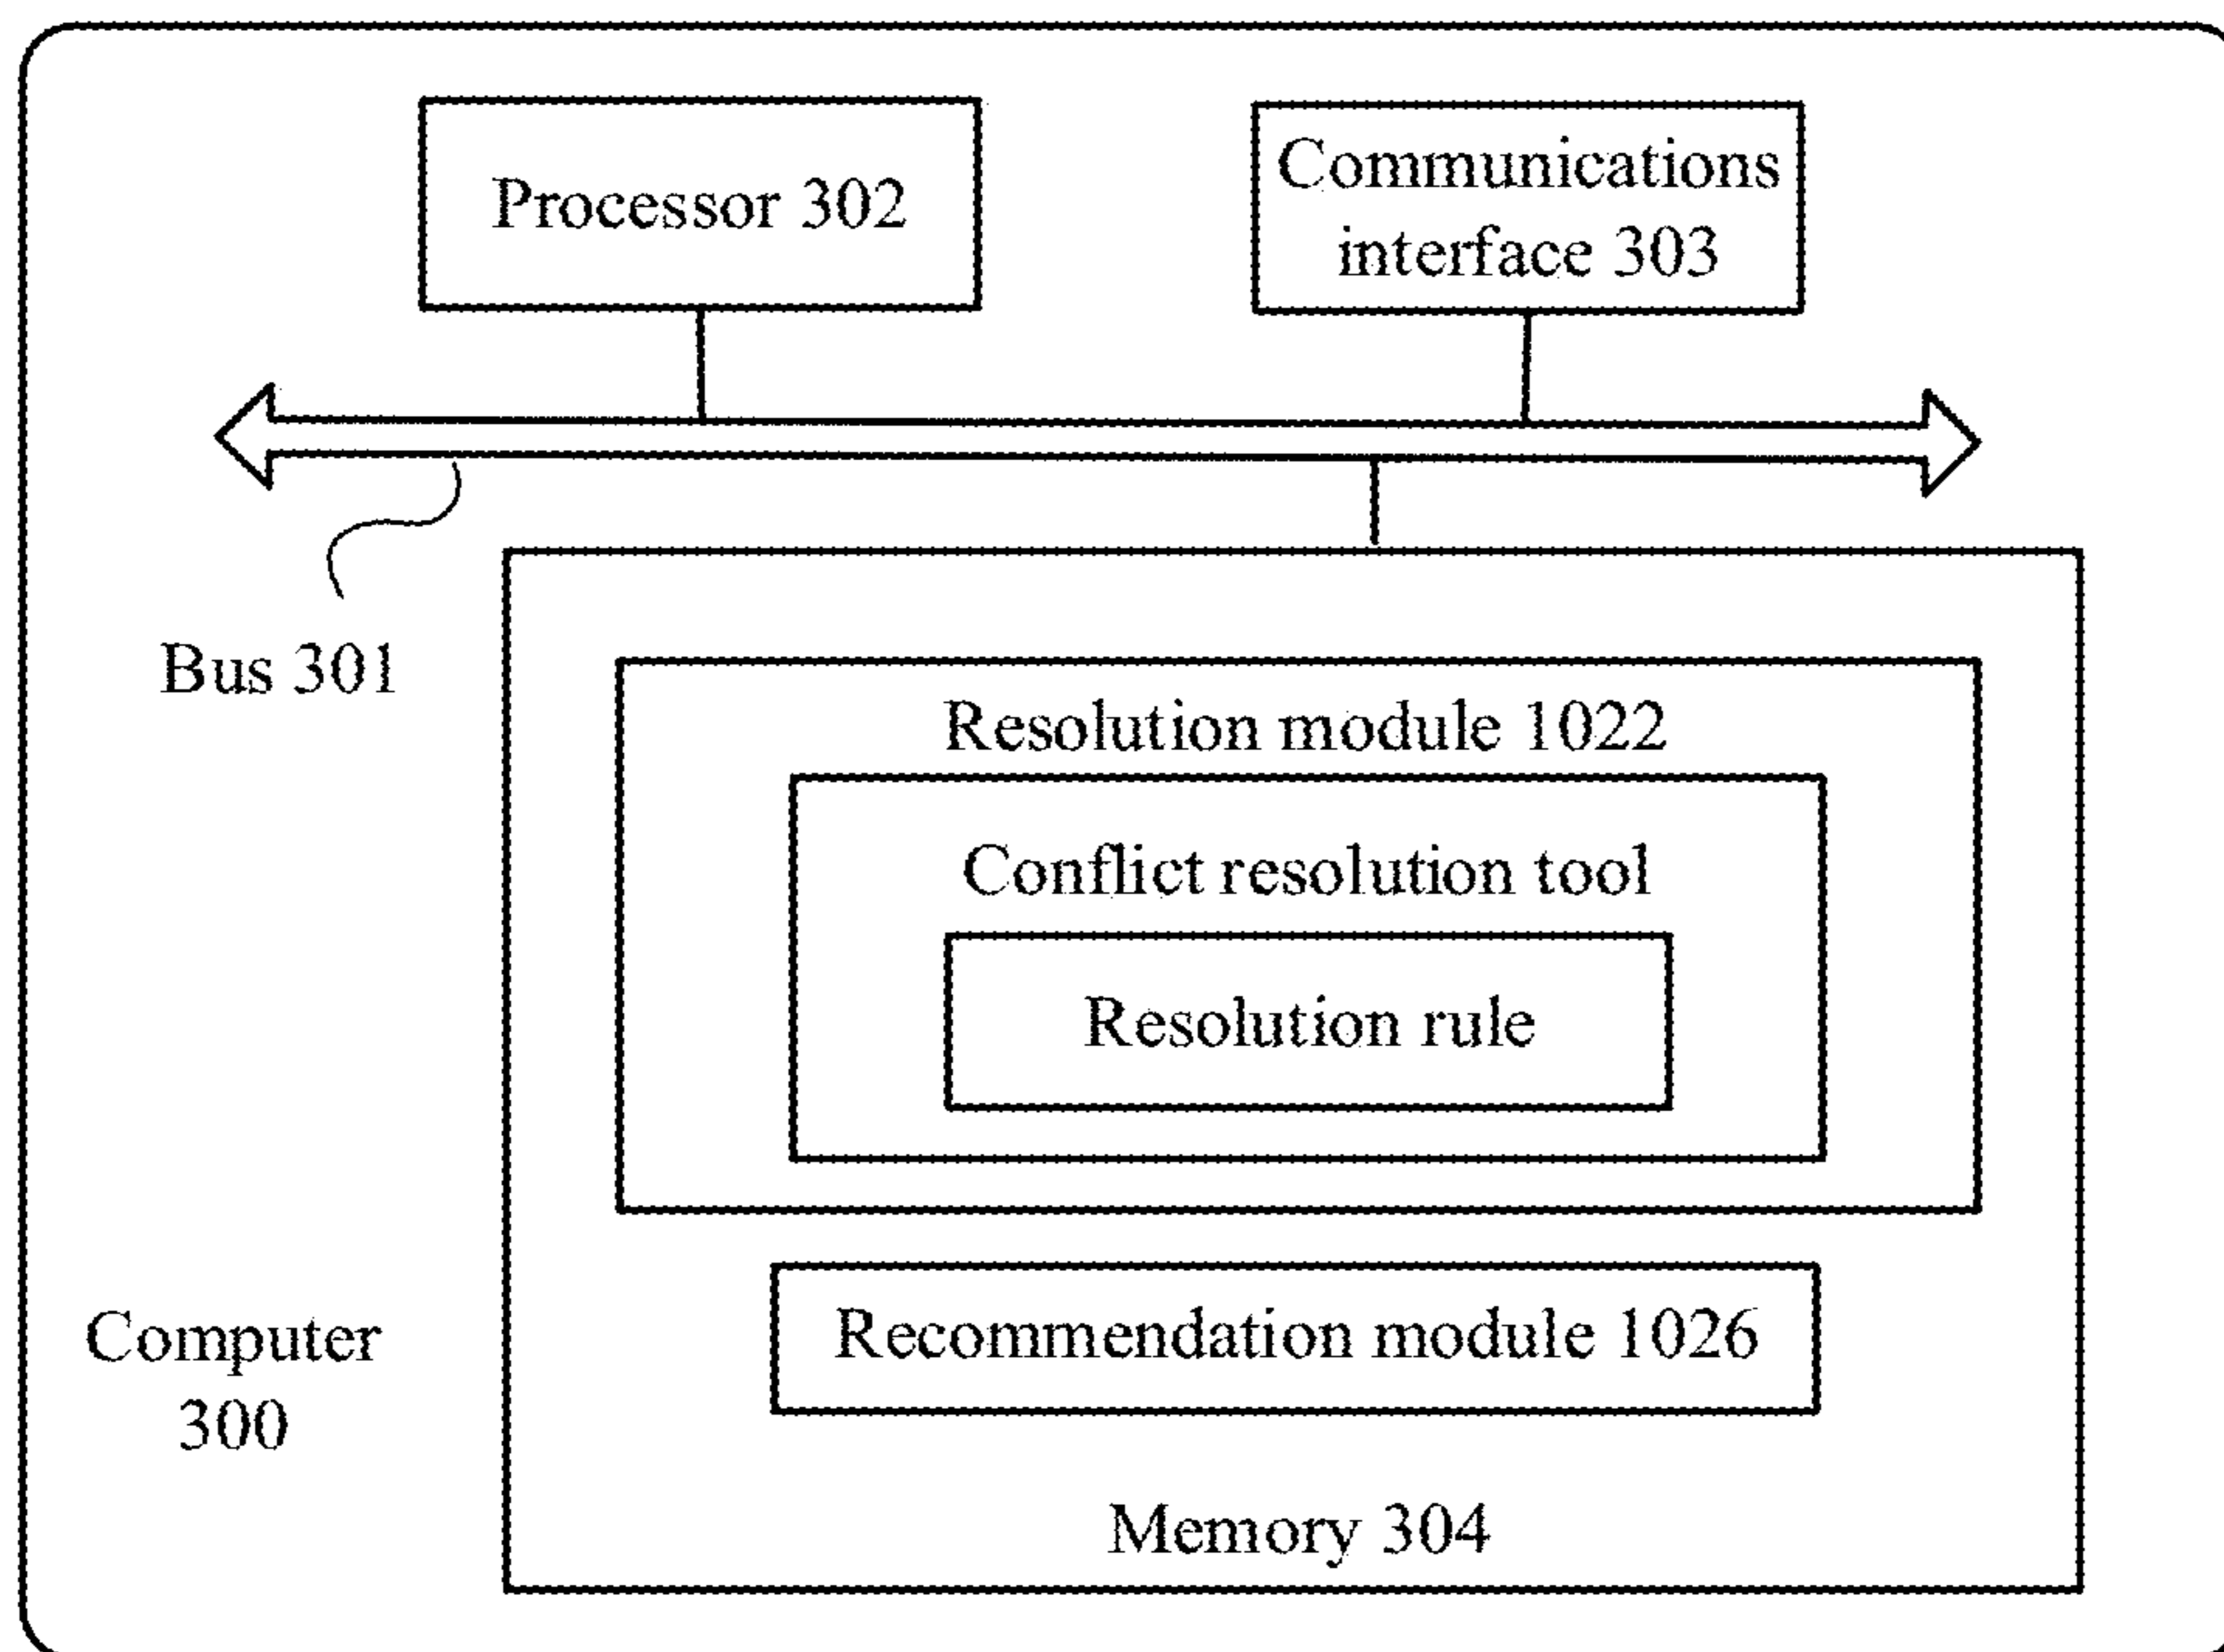 Processor 302
Communications
interface 303
Bus 301
Resolution module 1022
Conflict resolution tool
Resolution rule
Recommendation module 1026
Computer
300
Memory 304